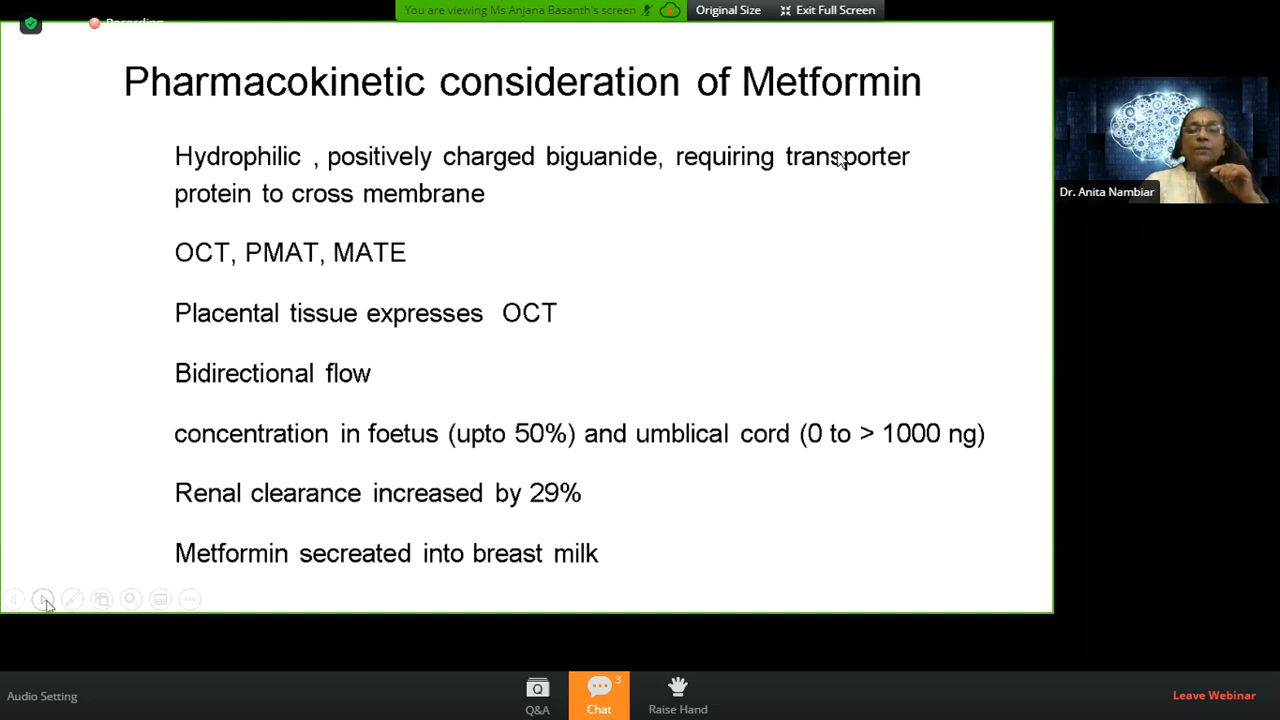 You are viewing Ms Anjana Basanth's screen
Original Size
Exit Full Screen
Recording
Pharmacokinetic consideration of Metformin
Hydrophilic , positively charged biguanide, requiring transporter
protein to cross membrane
OCT, PMAT, MATE
Placental tissue expresses OCT
Bidirectional flow
concentration in foetus (upto 50%) and umblical cord (0 to > 1000 ng)
Renal clearance increased by 29%
Metformin secreated into breast milk
Dr. Anita Nambiar
Audio Setting
Q
Q&A
3
Chat
Raise Hand
Leave Webinar